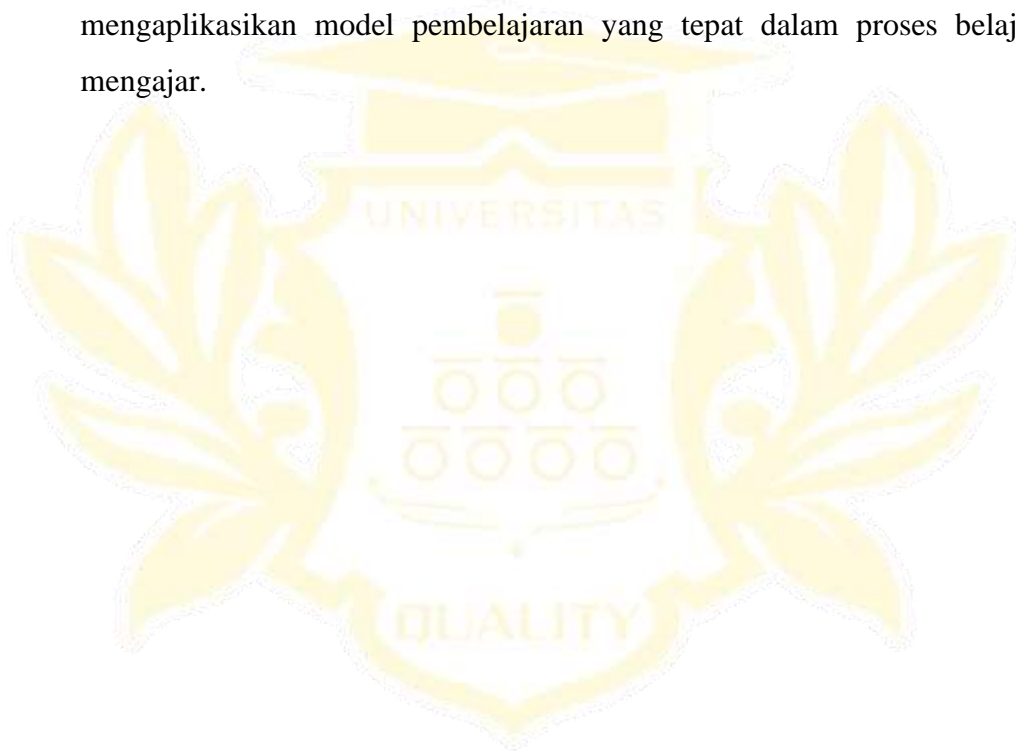 mengaplikasikan model pembelajaran yang tepat dalam proses belaj
mengajar.
UNIVERSITAS
QUALITY